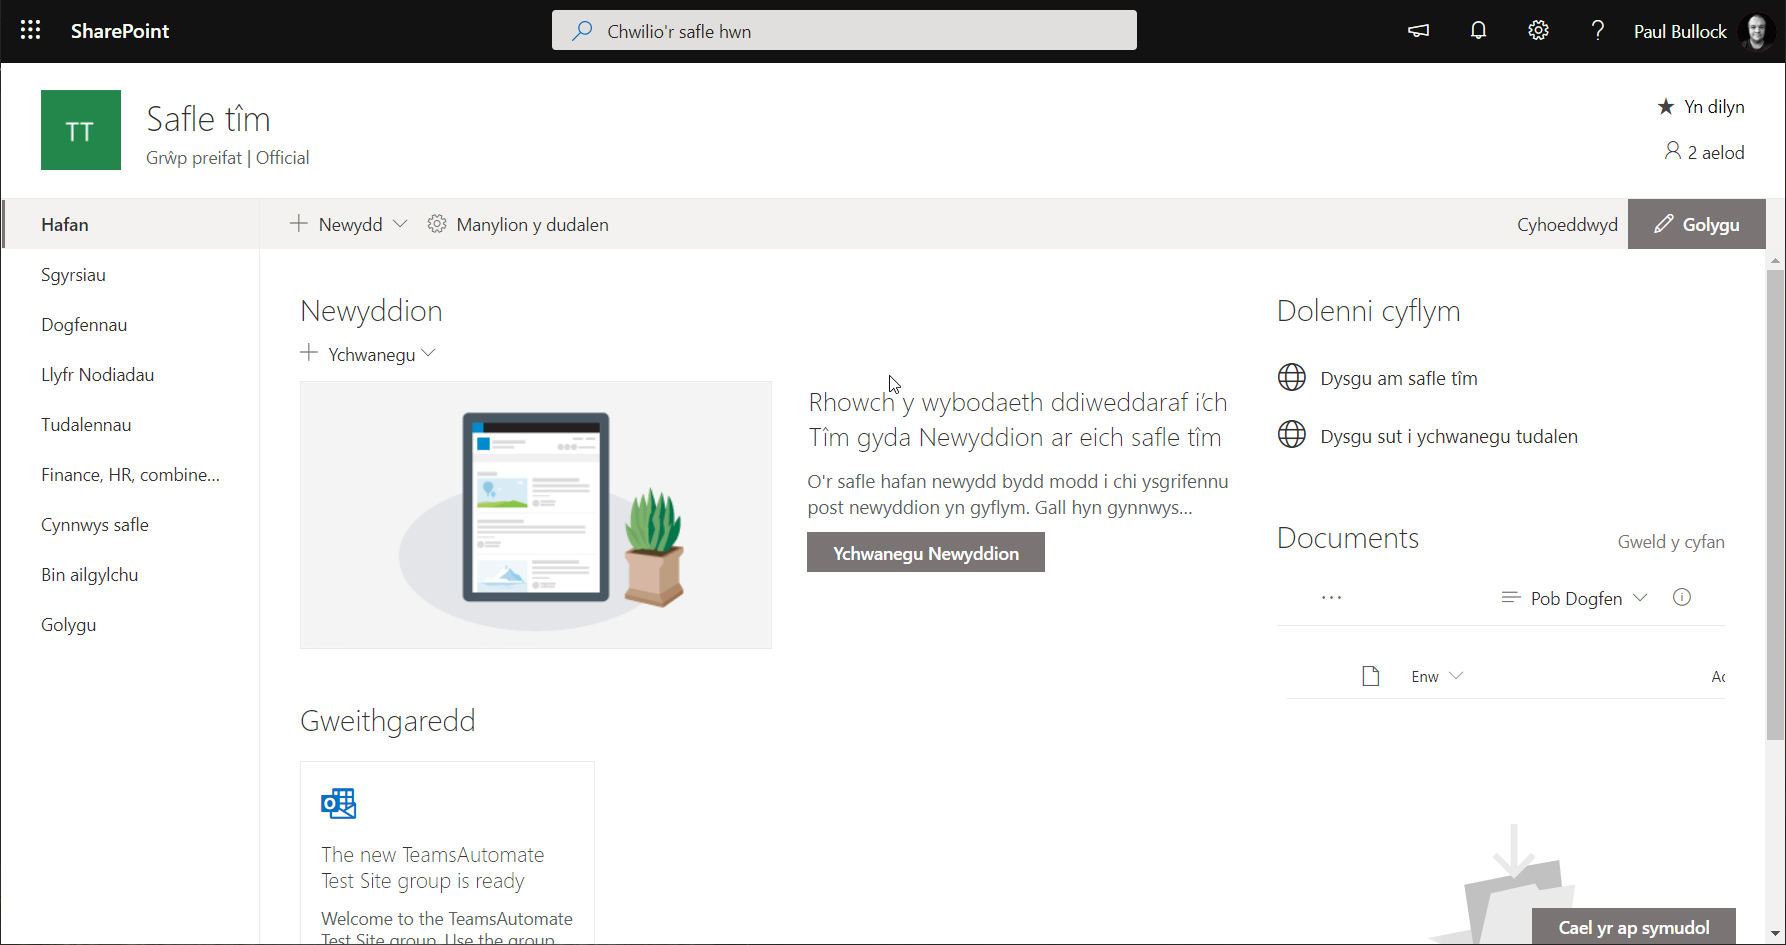 SharePoint
Chwilio'r safle hwn
Paul Bullock
TT
Safle tîm
Grŵp preifat | Official
Yn dilyn
2 aelod
Hafan
Newydd
Manylion y dudalen
Cyhoeddwyd
Golygu
Sgyrsiau
Dogfennau
Llyfr Nodiadau
Tudalennau
Finance, HR, combine...
Cynnwys safle
Bin ailgylchu
Golygu
Newyddion
Ychwanegu
Rhowch y wybodaeth ddiweddaraf i'ch
Tîm gyda Newyddion ar eich safle tîm
O'r safle hafan newydd bydd modd i chi ysgrifennu
post newyddion yn gyflym. Gall hyn gynnwys...
Ychwanegu Newyddion
Gweithgaredd
The new TeamsAutomate
Test Site group is ready
Welcome to the TeamsAutomate
Test Site group. Use the group
Dolenni cyflym
Dysgu am safle tîm
Dysgu sut i ychwanegu tudalen
Documents
Gweld y cyfan
Pob Dogfen
Enw
Cael yr ap symudol